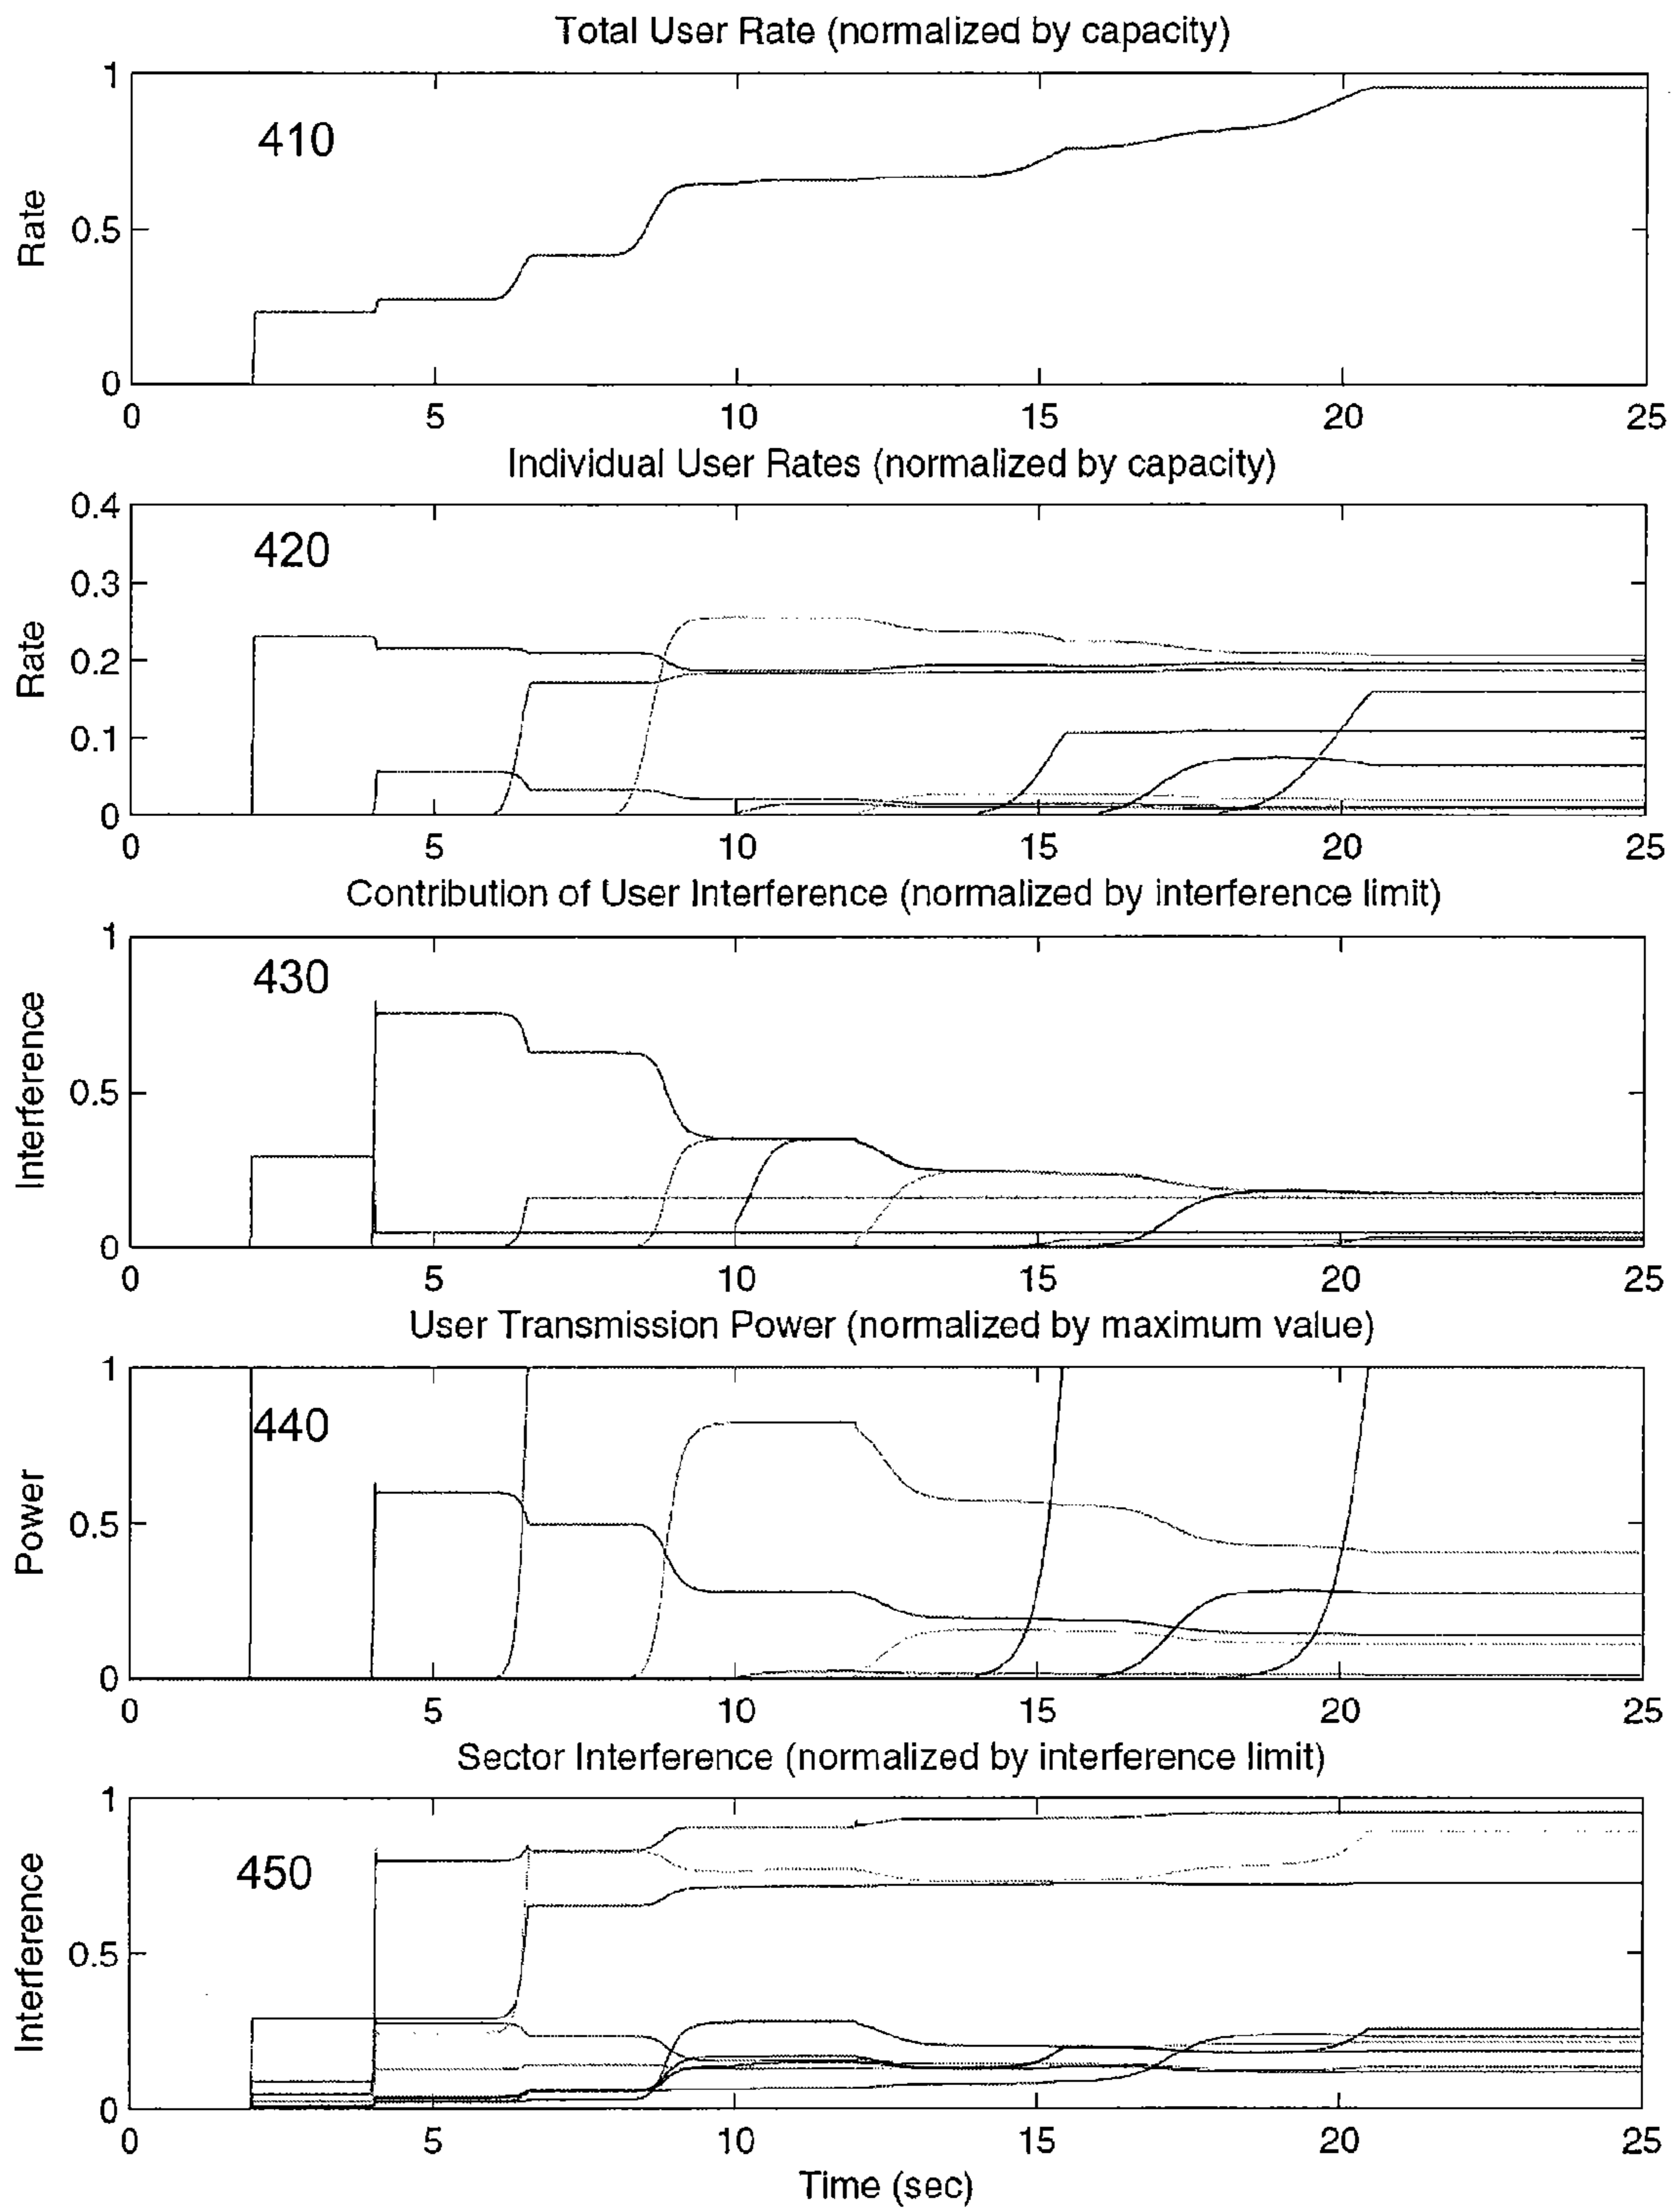 Total User Rate (normalized by capacity)
1
410
Rate
0.5
0
0 5 10 15 20 25
Individual User Rates (normalized by capacity)
0.4
420
0.3
Rate
0.2
0.1
0
0 5 10 15 20 25
Contribution of User Interference (normalized by interference limit)
1
430
Interference
0.5
0
0 5 10 15 20 25
User Transmission Power (normalized by maximum value)
1
440
Power
0.5
0
0 5 10 15 20 25
Sector Interference (normalized by interference limit)
1
450
Interference
0.5
0
0 5 10 15 20 25
Time (sec)